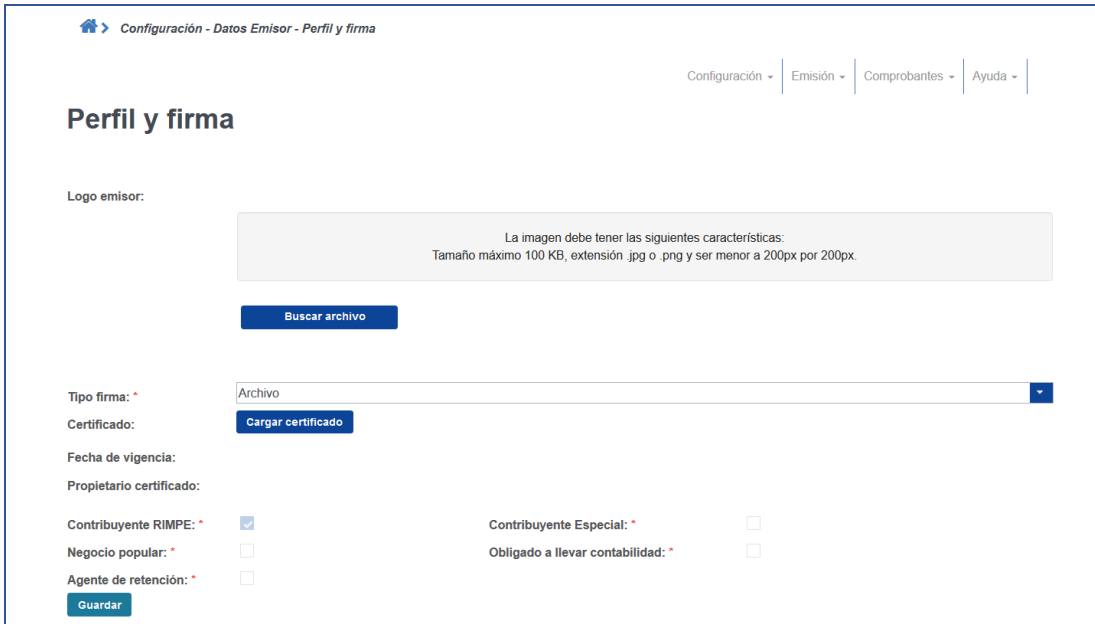 Configuración - Datos Emisor - Perfil y firma
Configuración Emisión Comprobantes Ayuda
Perfil y firma
Logo emisor:
La imagen debe tener las siguientes características:
Tamaño máximo 100 KB, extensión .jpg o .png y ser menor a 200px por 200px.
Buscar archivo
Tipo firma: * Archivo
Certificado: Cargar certificado
Fecha de vigencia:
Propietario certificado:
Contribuyente RIMPE: * Contribuyente Especial: *
Negocio popular: * Obligado a llevar contabilidad: *
Agente de retención: *
Guardar